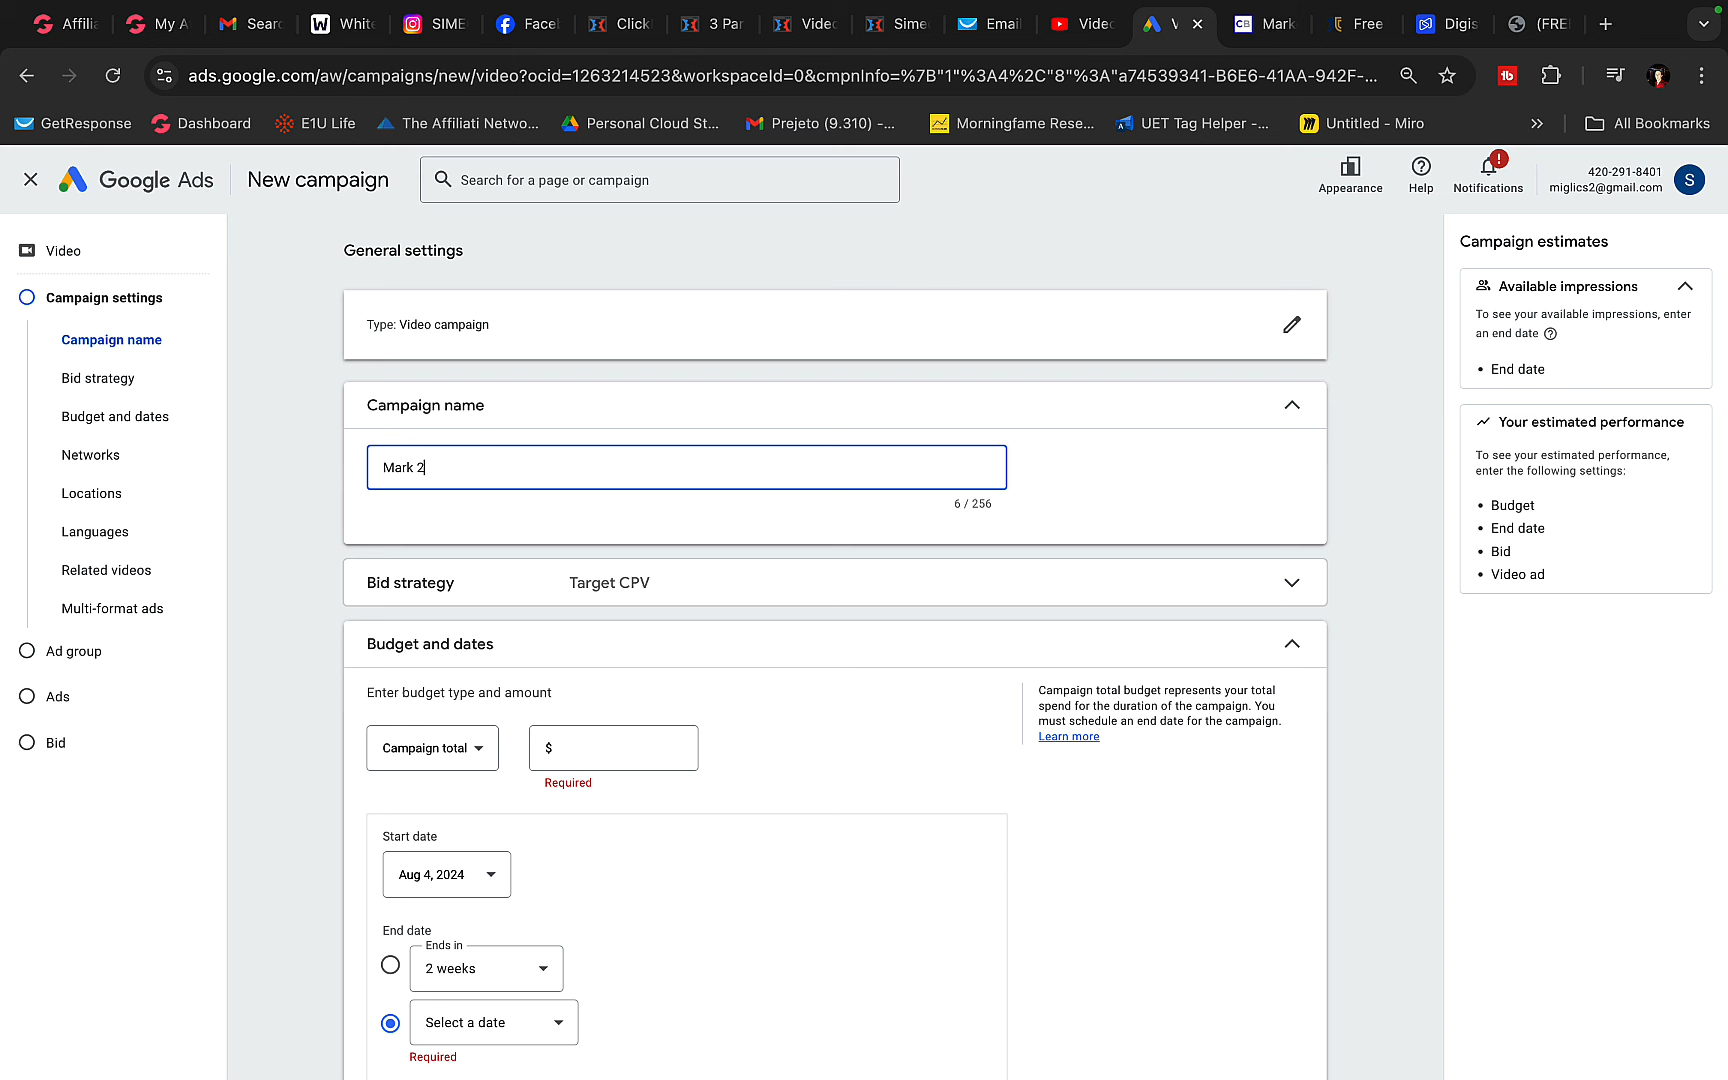 Affilia
My A
Searc
White
SIME
Faceb
Click
3 Par
Video
Sime
Email
Video
V
Mark
Free
Digis
(FRE
ads.google.com/aw/campaigns/new/video?ocid=1263214523&workspaceId=0&cmpnInfo=%7B"1"%3A4%2C"8"%3A"a74539341-B6E6-41AA-942F-...
GetResponse
Dashboard
E1U Life
The Affiliati Netwo...
Personal Cloud St...
Prejeto (9.310) -...
Morningfame Rese...
UET Tag Helper -...
Untitled - Miro
All Bookmarks
Google Ads
New campaign
Search for a page or campaign
Appearance
Help
Notifications
420-291-8401
miglics2@gmail.com
S
Video
Campaign settings
Campaign name
Bid strategy
Budget and dates
Networks
Locations
Languages
Related videos
Multi-format ads
Ad group
Ads
Bid
General settings
Type: Video campaign
Campaign name
Mark 2
6 / 256
Bid strategy
Target CPV
Budget and dates
Enter budget type and amount
Campaign total
$
Required
Campaign total budget represents your total
spend for the duration of the campaign. You
must schedule an end date for the campaign.
Learn more
Start date
Aug 4, 2024
End date
Ends in
2 weeks
Select a date
Required
Campaign estimates
Available impressions
To see your available impressions, enter
an end date
• End date
Your estimated performance
To see your estimated performance,
enter the following settings:
• Budget
• End date
• Bid
• Video ad